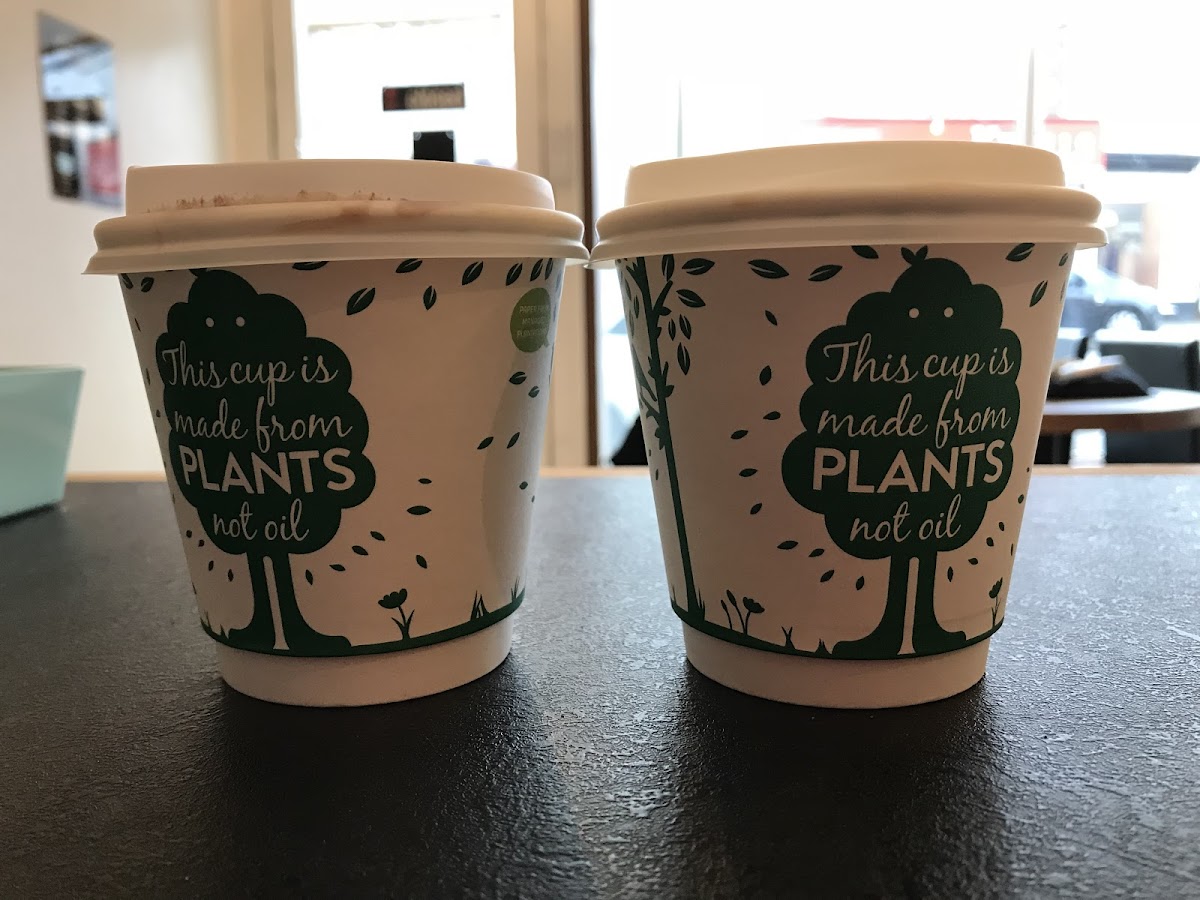 This cup is
made from
PLANTS
not oil
This cup is
made from
PLANTS
not oil